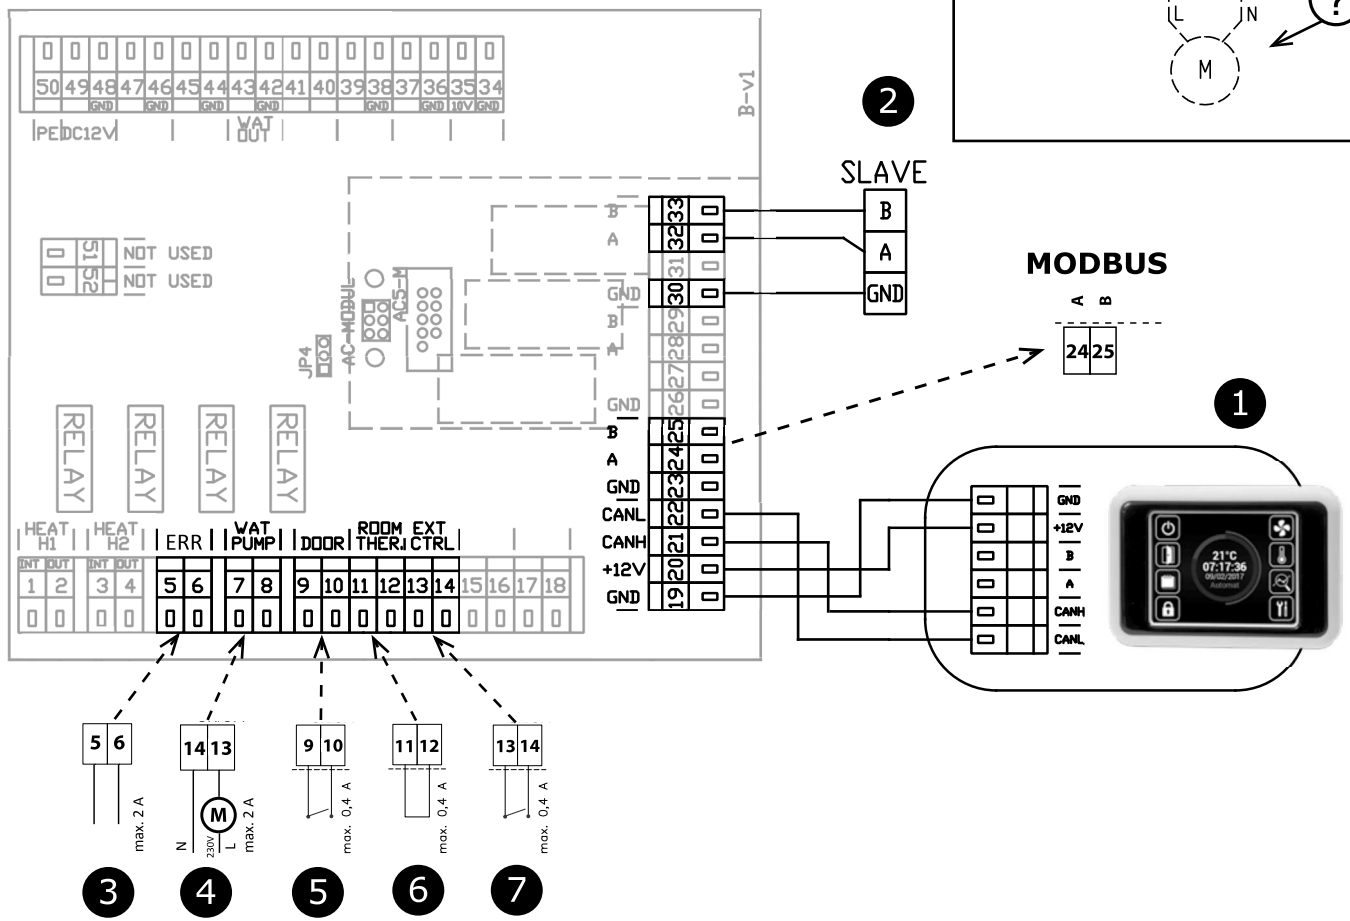 L N ?
M
50 49 48 47 46 45 44 43 42 41 40 39 38 37 36 35 34
GND GND GND GND GND GND 10V GND
PE DC12V WAT OUT
B-v1
2
SLAVE
B
A
GND
B 33
A 32
31
GND 30
B 29
A 28
27
GND 26
B 25
A 24
GND 23
CANL 22
CANH 21
+12V 20
GND 19
51 NOT USED
52 NOT USED
JP4
AC-MODUL
ACS-M
MODBUS
A B
24 25
1
RELAY RELAY RELAY RELAY
HEAT H1
HEAT H2
ERR
WAT PUMP
DOOR
ROOM THER.
EXT CTRL
INT OUT INT OUT
1 2 3 4 5 6 7 8 9 10 11 12 13 14 15 16 17 18
GND
+12V
B
A
CANH
CANL
21°C
07:17:36
09/02/2017
Automat
5 6
max. 2 A
3
14 13
M
N 230V L
max. 2 A
4
9 10
max. 0,4 A
5
11 12
max. 0,4 A
6
13 14
max. 0,4 A
7